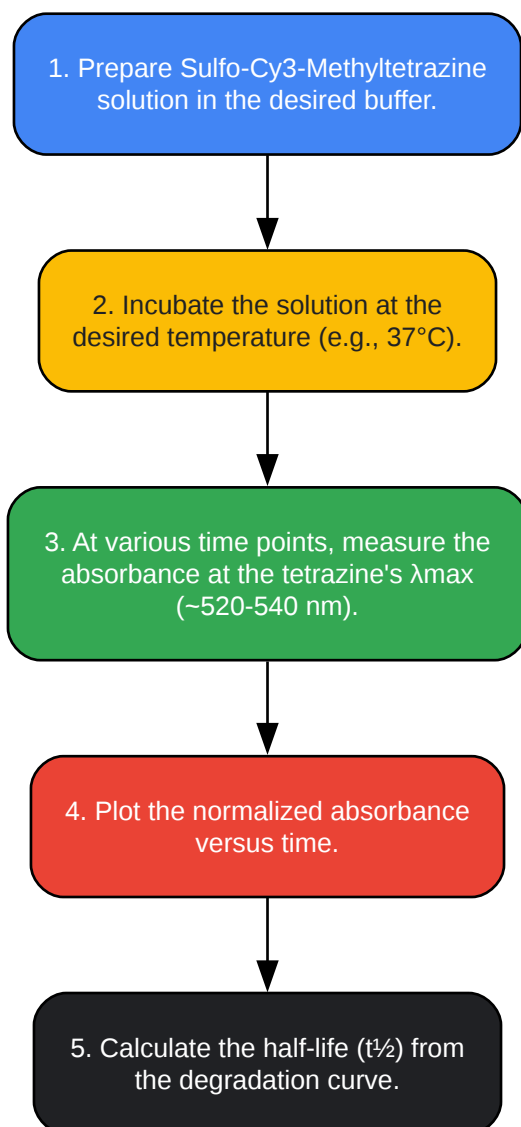 1. Prepare Sulfo-Cy3-Methyltetrazine
solution in the desired buffer.
2. Incubate the solution at the
desired temperature (e.g., 37°C).
3. At various time points, measure the
absorbance at the tetrazine's λmax
(~520-540 nm).
4. Plot the normalized absorbance
versus time.
5. Calculate the half-life (t½) from
the degradation curve.